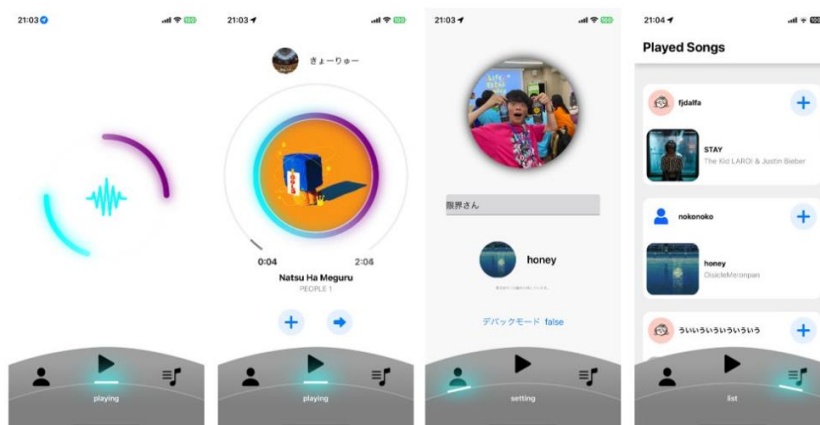 21:03
playing
21:03
きょーりゅー
0:04
2:04
Natsu Ha Meguru
PEOPLE 1
playing
21:03
限界さん
honey
デバックモード false
setting
21:04
Played Songs
fjdalfa
STAY
The Kid LAROI & Justin Bieber
nokonoko
honey
ういいういういういういう
list